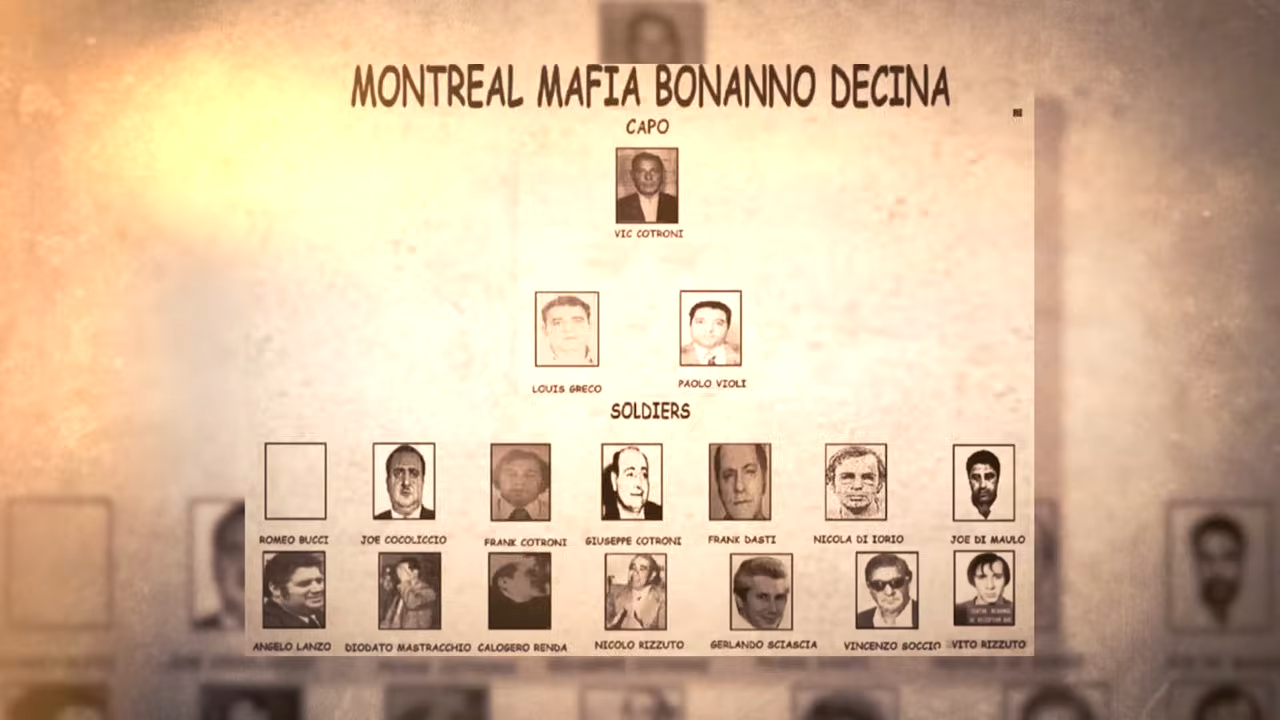 MONTREAL MAFIA BONANNO DECINA
CAPO
VIC COTRONI
LOUIS GRECO
PAOLO VIOLI
SOLDIERS
ROMEO BUCCI
JOE COCOLICCIO
FRANK COTRONI
GIUSEPPE COTRONI
FRANK DASTI
NICOLA DI IORIO
JOE DI MAULO
ANGELO LANZO
DIODATO MASTRACCHIO
CALOGERO RENDA
NICOLO RIZZUTO
GERLANDO SCIASCIA
VINCENZO SOCCIO
VITO RIZZUTO